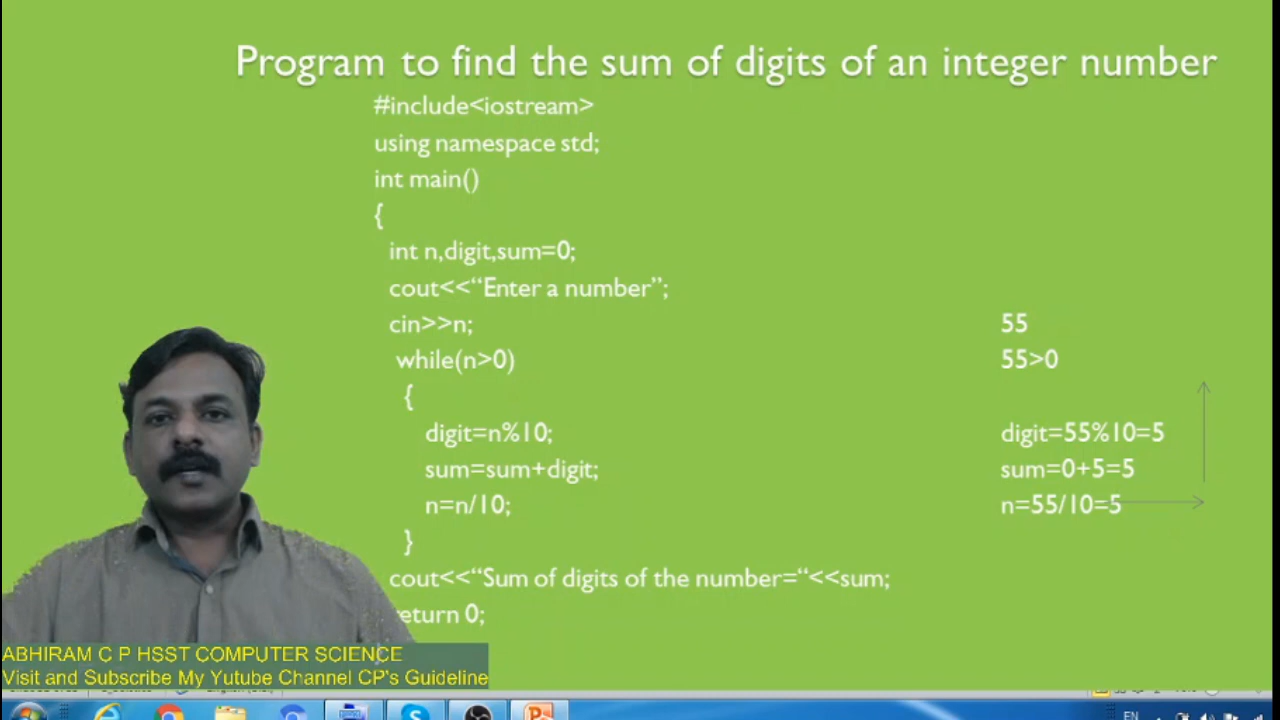 Program to find the sum of digits of an integer number
#include<iostream>
using namespace std;
int main()
{
int n,digit,sum=0;
cout<<“Enter a number”;
cin>>n; 55
while(n>0) 55>0
{
digit=n%10; digit=55%10=5
sum=sum+digit; sum=0+5=5
n=n/10; n=55/10=5
}
cout<<“Sum of digits of the number=“<<sum;
return 0;
ABHIRAM C P HSST COMPUTER SCIENCE
Visit and Subscribe My Yutube Channel CP's Guideline
EN